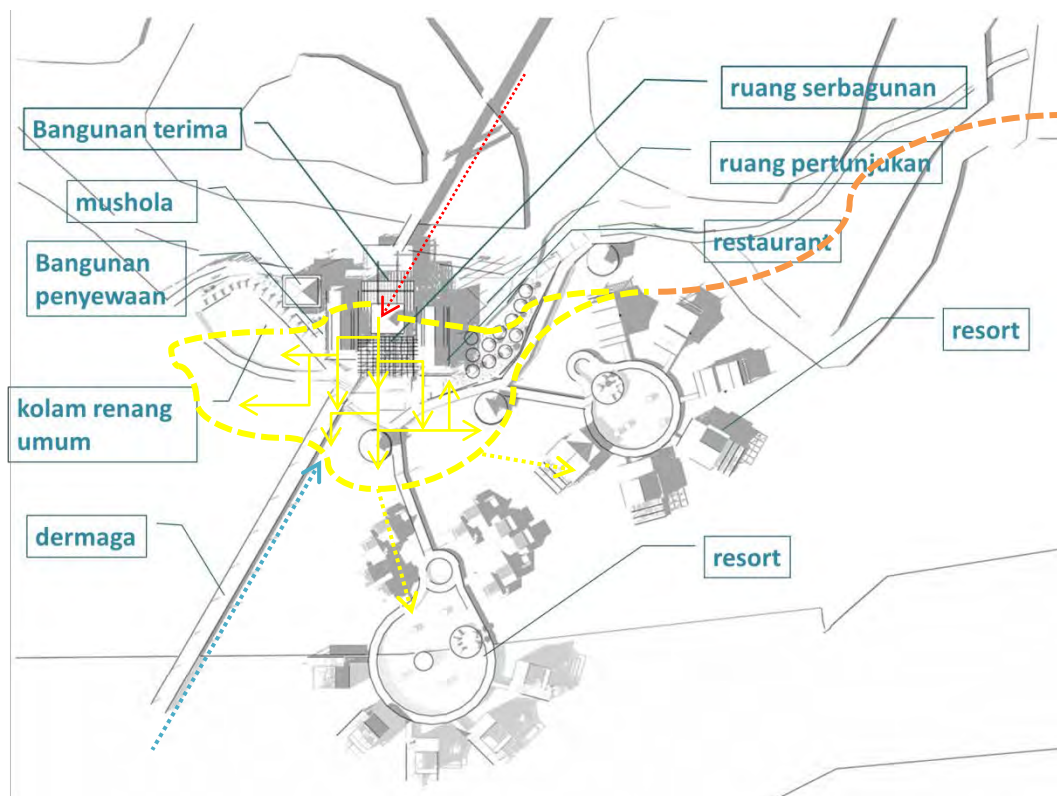 ruang serbagunan
Bangunan terima
ruang pertunjukan
mushola
restaurant
Bangunan
penyewaan
resort
kolam renang
umum
dermaga
resort